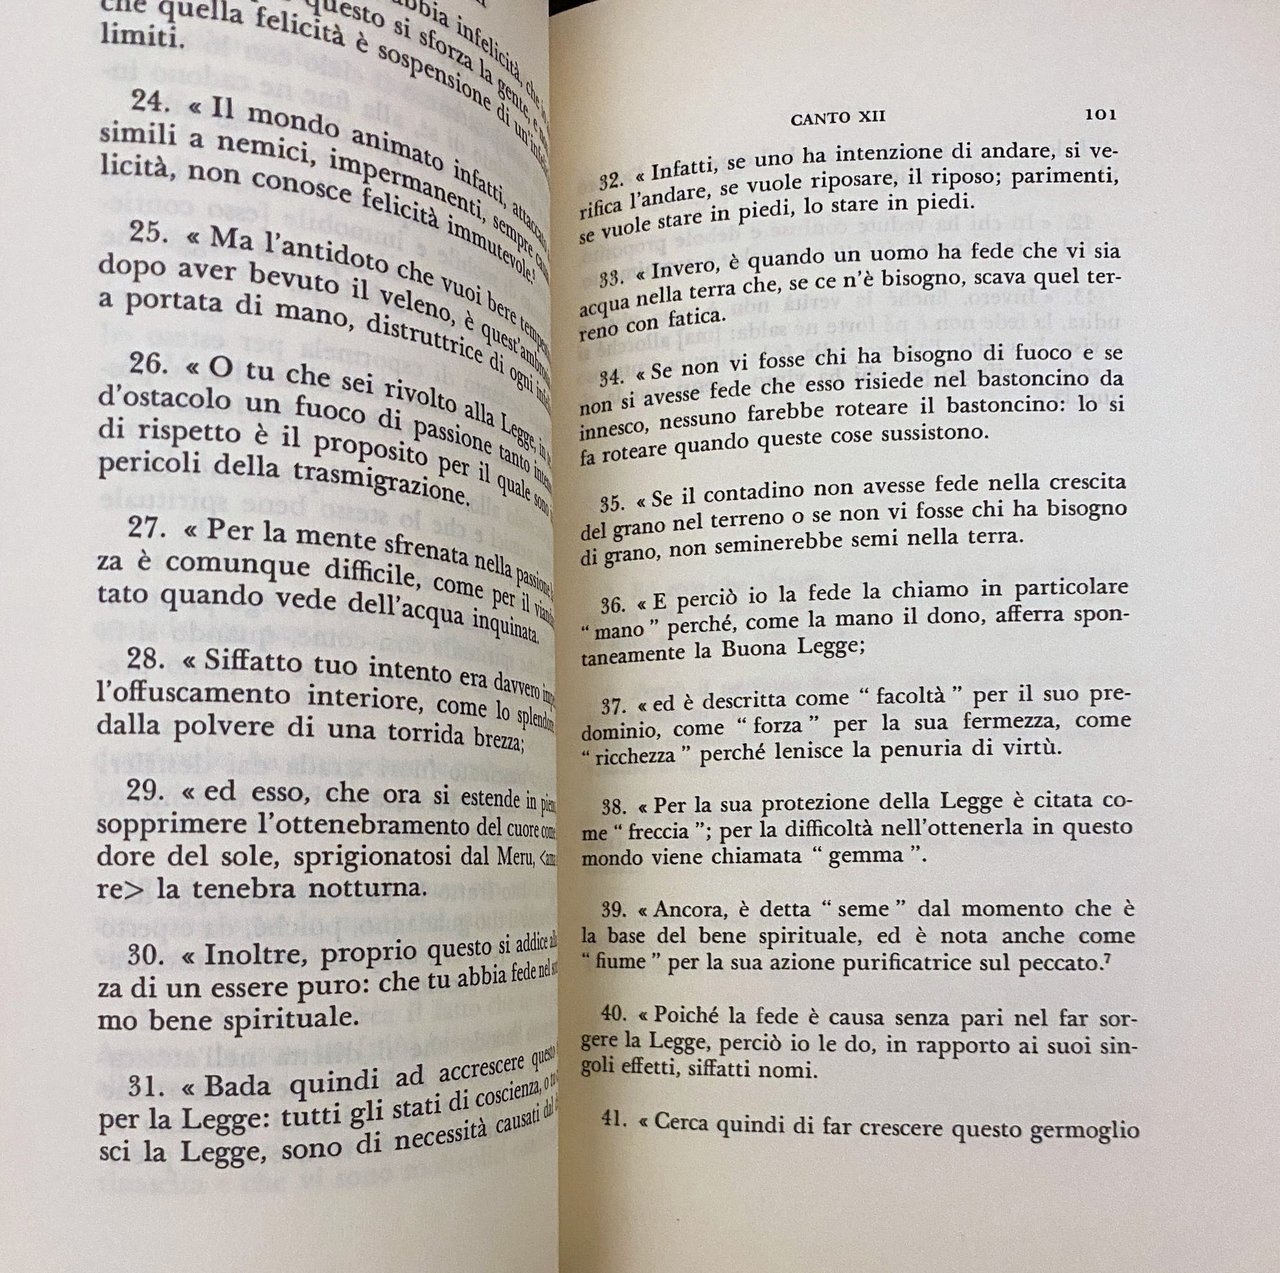 abbia infelicità, che
questo si sforza la gente, e
che quella felicità è sospensione di un'
limiti.
24. « Il mondo animato infatti, attaccato
simili a nemici, impermanenti, sempre
licità, non conosce felicità immutevole!
25. « Ma l'antidoto che vuoi bere
dopo aver bevuto il veleno, è quest'
a portata di mano, distruttrice di ogni
26. « O tu che sei rivolto alla Legge, in
d'ostacolo un fuoco di passione tanto
di rispetto è il proposito per il quale sono
pericoli della trasmigrazione.
27. « Per la mente sfrenata nella passione
za è comunque difficile, come per il
tato quando vede dell'acqua inquinata.
28. « Siffatto tuo intento era davvero
l'offuscamento interiore, come lo
dalla polvere di una torrida brezza;
29. « ed esso, che ora si estende in
sopprimere l'ottenebramento del cuore
dore del sole, sprigionatosi dal Meru,
re> la tenebra notturna.
30. « Inoltre, proprio questo si addice
za di un essere puro: che tu abbia fede nel
mo bene spirituale.
31. « Bada quindi ad accrescere questo
per la Legge: tutti gli stati di coscienza, o
sci la Legge, sono di necessità causati dal
CANTO XII 101
32. « Infatti, se uno ha intenzione di andare, si ve-
rifica l'andare, se vuole riposare, il riposo; parimenti,
se vuole stare in piedi, lo stare in piedi.
33. « Invero, è quando un uomo ha fede che vi sia
acqua nella terra che, se ce n'è bisogno, scava quel ter-
reno con fatica.
34. « Se non vi fosse chi ha bisogno di fuoco e se
non si avesse fede che esso risiede nel bastoncino da
innesco, nessuno farebbe roteare il bastoncino: lo si
fa roteare quando queste cose sussistono.
35. « Se il contadino non avesse fede nella crescita
del grano nel terreno o se non vi fosse chi ha bisogno
di grano, non seminerebbe semi nella terra.
36. « E perciò io la fede la chiamo in particolare
“ mano ” perché, come la mano il dono, afferra spon-
taneamente la Buona Legge;
37. « ed è descritta come “ facoltà ” per il suo pre-
dominio, come “ forza ” per la sua fermezza, come
“ ricchezza ” perché lenisce la penuria di virtù.
38. « Per la sua protezione della Legge è citata co-
me “ freccia ”; per la difficoltà nell'ottenerla in questo
mondo viene chiamata “ gemma ”.
39. « Ancora, è detta “ seme ” dal momento che è
la base del bene spirituale, ed è nota anche come
“ fiume ” per la sua azione purificatrice sul peccato.⁷
40. « Poiché la fede è causa senza pari nel far sor-
gere la Legge, perciò io le do, in rapporto ai suoi sin-
goli effetti, siffatti nomi.
41. « Cerca quindi di far crescere questo germoglio